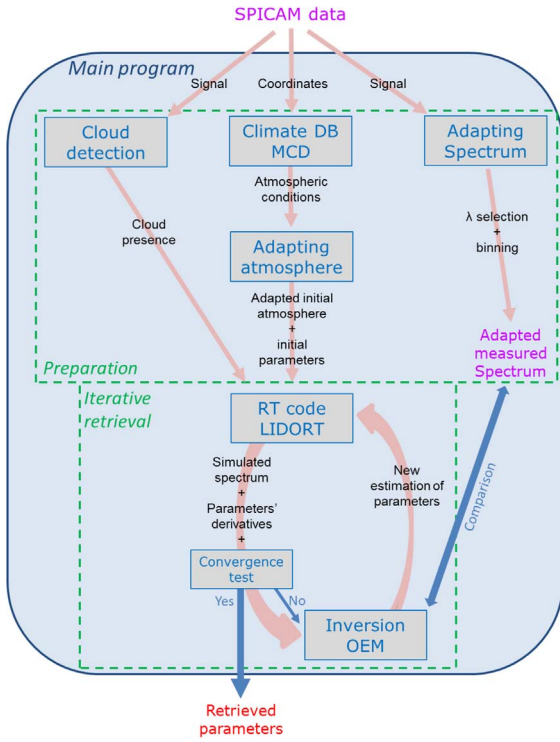 SPICAM data
Main program
Signal
Coordinates
Signal
Cloud
detection
Climate DB
MCD
Adapting
Spectrum
Atmospheric
conditions
Cloud
presence
λ selection
+
binning
Adapting
atmosphere
Adapted initial
atmosphere
+
initial
parameters
Adapted
measured
Spectrum
Preparation
Iterative
retrieval
RT code
LIDORT
Simulated
spectrum
+
Parameters'
derivatives
+
New
estimation of
parameters
Comparison
Convergence
test
Yes
No
Inversion
OEM
Retrieved
parameters